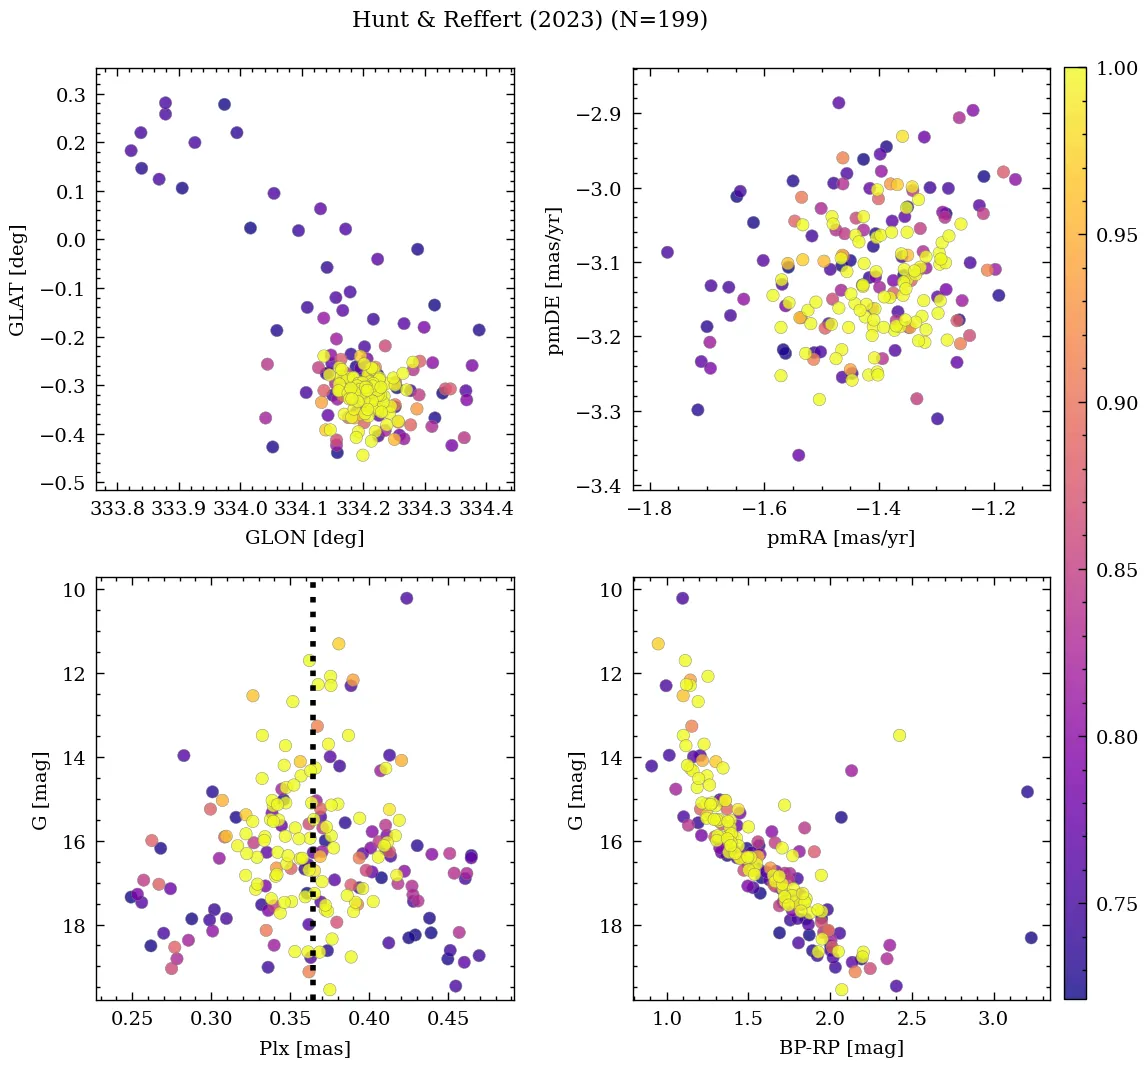 Hunt & Reffert (2023) (N=199)
0.3
0.2
0.1
0.0
−0.1
−0.2
−0.3
−0.4
−0.5
GLAT [deg]
333.8 333.9 334.0 334.1 334.2 334.3 334.4
GLON [deg]
−2.9
−3.0
−3.1
−3.2
−3.3
−3.4
pmDE [mas/yr]
−1.8 −1.6 −1.4 −1.2
pmRA [mas/yr]
1.00
0.95
0.90
0.85
0.80
0.75
10
12
14
16
18
G [mag]
0.25 0.30 0.35 0.40 0.45
Plx [mas]
10
12
14
16
18
G [mag]
1.0 1.5 2.0 2.5 3.0
BP-RP [mag]